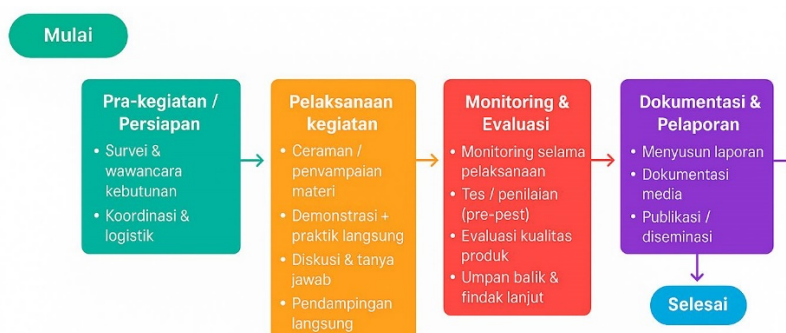 Mulai
Pra-kegiatan /
Persiapan
• Survei &
wawancara
kebutunan
• Koordinasi &
logistik
Pelaksanaan
kegiatan
• Ceraman /
penvampaian
materi
• Demonstrasi +
praktik langsung
• Diskusi & tanya
jawab
• Pendampingan
langsung
Monitoring &
Evaluasi
• Monitoring selama
pelaksanaan
• Tes / penilaian
(pre-pest)
• Evaluasi kualitas
produk
• Umpan balik &
findak lanjut
Dokumentasi &
Pelaporan
• Menyusun laporan
• Dokumentasi
media
• Publikasi /
diseminasi
Selesai